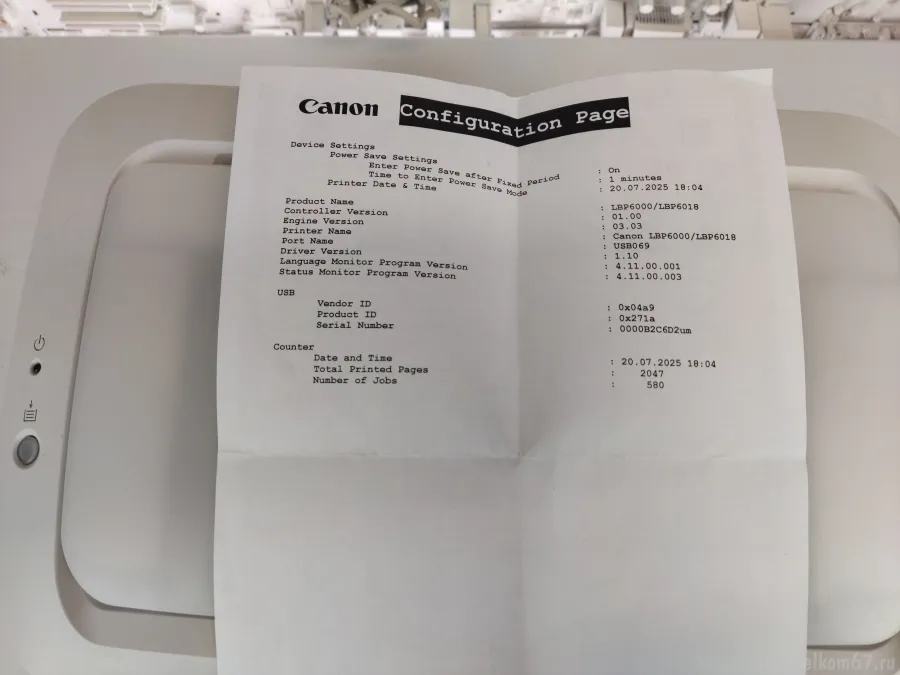 Canon Configuration Page
Device Settings
Power Save Settings
Enter Power Save after Fixed Period : On
Time to Enter Power Save Mode : 1 minutes
Printer Date & Time : 20.07.2025 18:04
Product Name : LBP6000/LBP6018
Controller Version : 01.00
Engine Version : 03.03
Printer Name : Canon LBP6000/LBP6018
Port Name : USB069
Driver Version : 1.10
Language Monitor Program Version : 4.11.00.001
Status Monitor Program Version : 4.11.00.003
USB
Vendor ID : 0x04a9
Product ID : 0x271a
Serial Number : 0000B2C6D2um
Counter
Date and Time : 20.07.2025 18:04
Total Printed Pages : 2047
Number of Jobs : 580
elkom67.ru